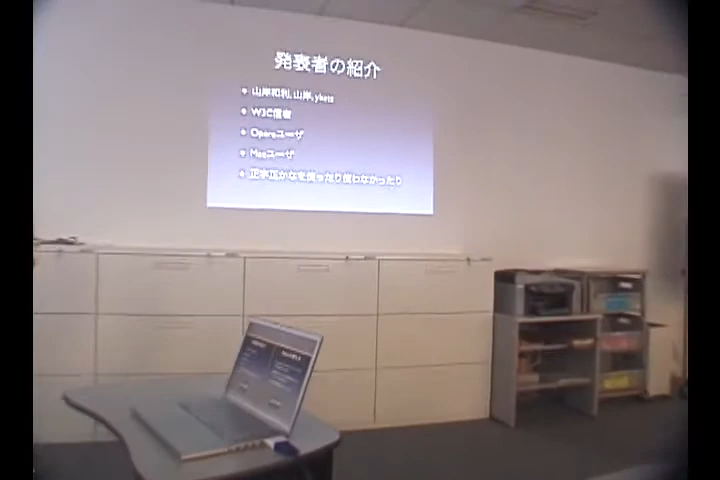 発表者の紹介
山岸和利, 山岸, ykats
W3C信者
Operaユーザ
Macユーザ
正字正かなを使ったり使わなかったり